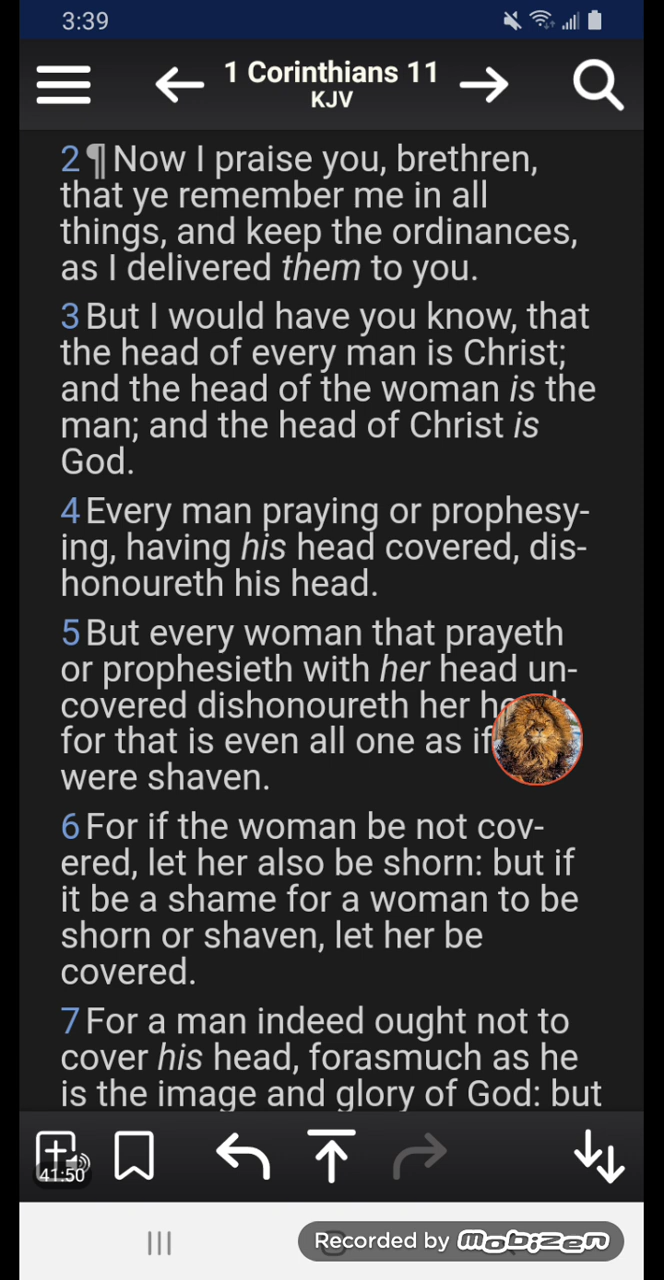 3:39
1 Corinthians 11
KJV
2 ¶ Now I praise you, brethren,
that ye remember me in all
things, and keep the ordinances,
as I delivered them to you.
3 But I would have you know, that
the head of every man is Christ;
and the head of the woman is the
man; and the head of Christ is
God.
4 Every man praying or prophesy-
ing, having his head covered, dis-
honoureth his head.
5 But every woman that prayeth
or prophesieth with her head un-
covered dishonoureth her
for that is even all one as if
were shaven.
6 For if the woman be not cov-
ered, let her also be shorn: but if
it be a shame for a woman to be
shorn or shaven, let her be
covered.
7 For a man indeed ought not to
cover his head, forasmuch as he
is the image and glory of God: but
41:50
Recorded by mobizen